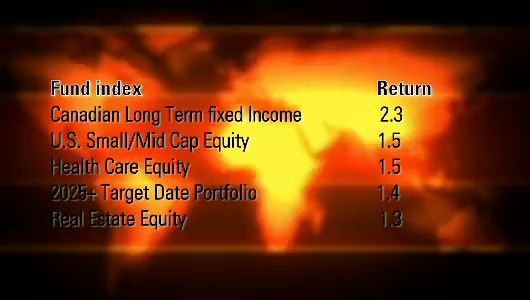 Fund index Return
Canadian Long Term fixed Income 2.3
U.S. Small/Mid Cap Equity 1.5
Health Care Equity 1.5
2025+ Target Date Portfolio 1.4
Real Estate Equity 1.3